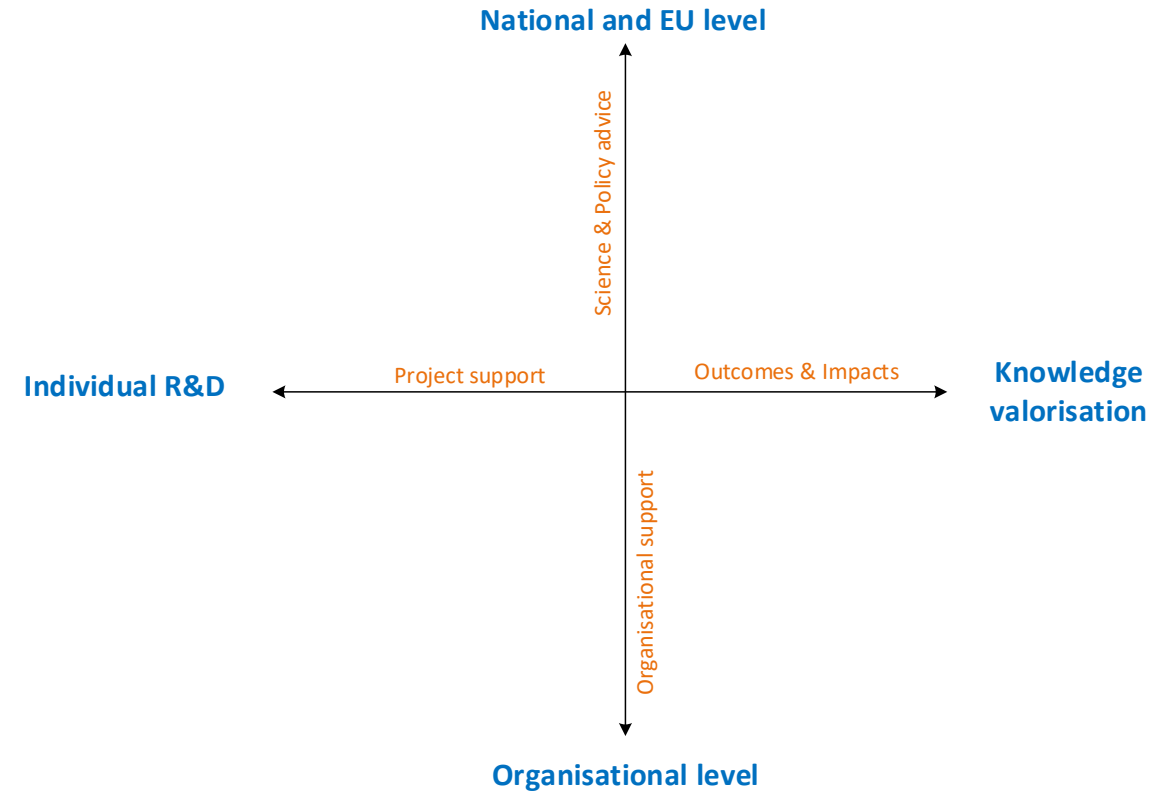 National and EU level
Science & Policy advice
Individual R&D
Project support
Outcomes & Impacts
Knowledge
valorisation
Organisational support
Organisational level